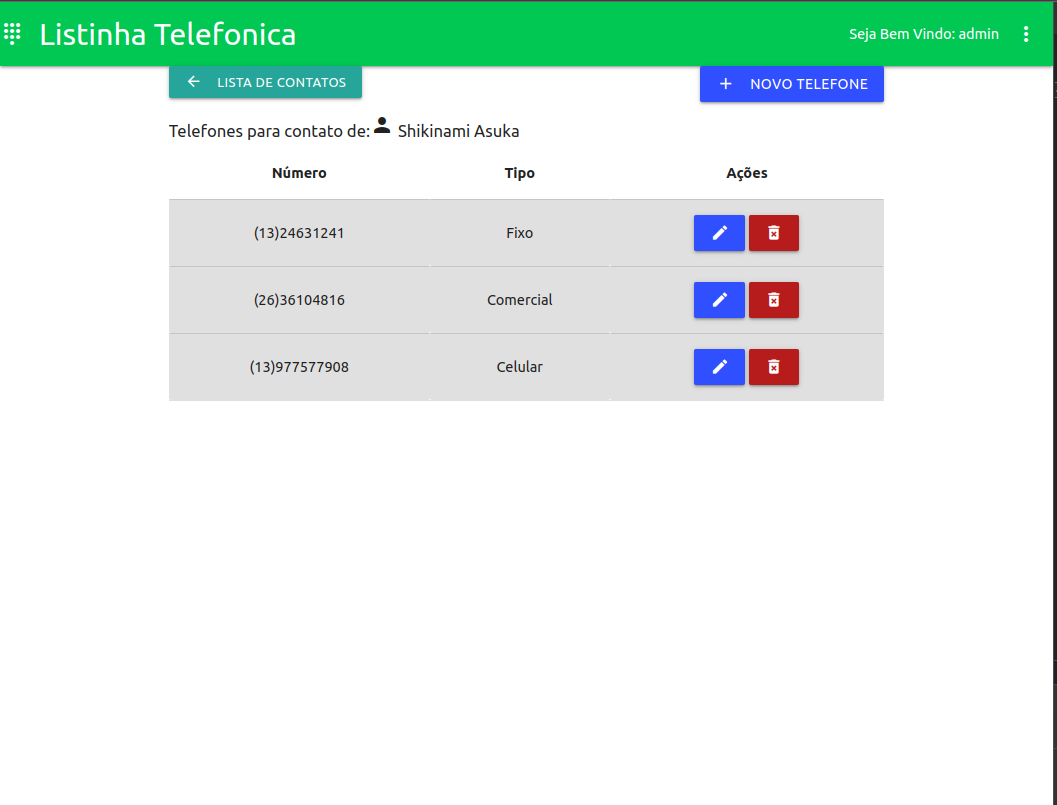 Listinha Telefonica
Seja Bem Vindo: admin
LISTA DE CONTATOS
NOVO TELEFONE
Telefones para contato de: Shikinami Asuka
Número Tipo Ações
(13)24631241 Fixo
(26)36104816 Comercial
(13)977577908 Celular